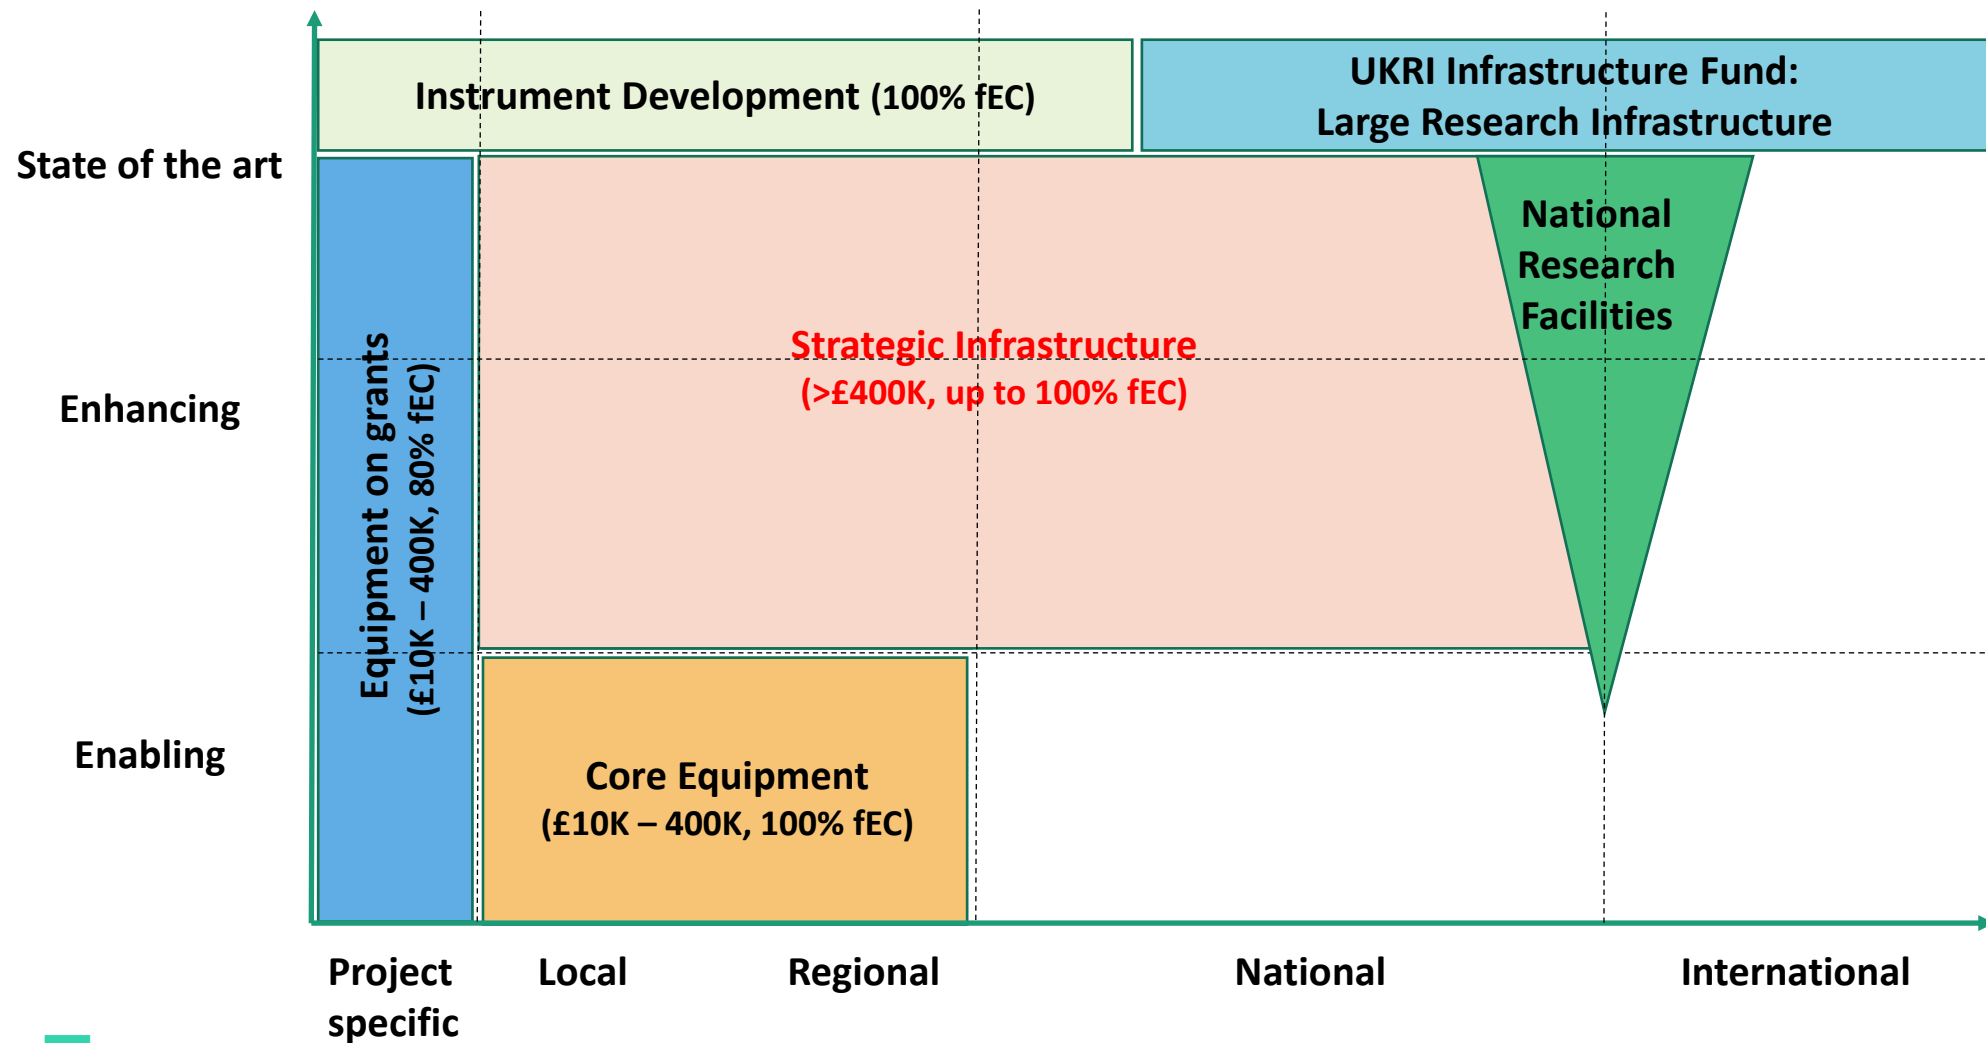 Instrument Development (100% fEC)
UKRI Infrastructure Fund:
Large Research Infrastructure
State of the art
Enhancing
Enabling
Equipment on grants
(£10K – 400K, 80% fEC)
Strategic Infrastructure
(>£400K, up to 100% fEC)
National
Research
Facilities
Core Equipment
(£10K – 400K, 100% fEC)
Project
specific
Local
Regional
National
International